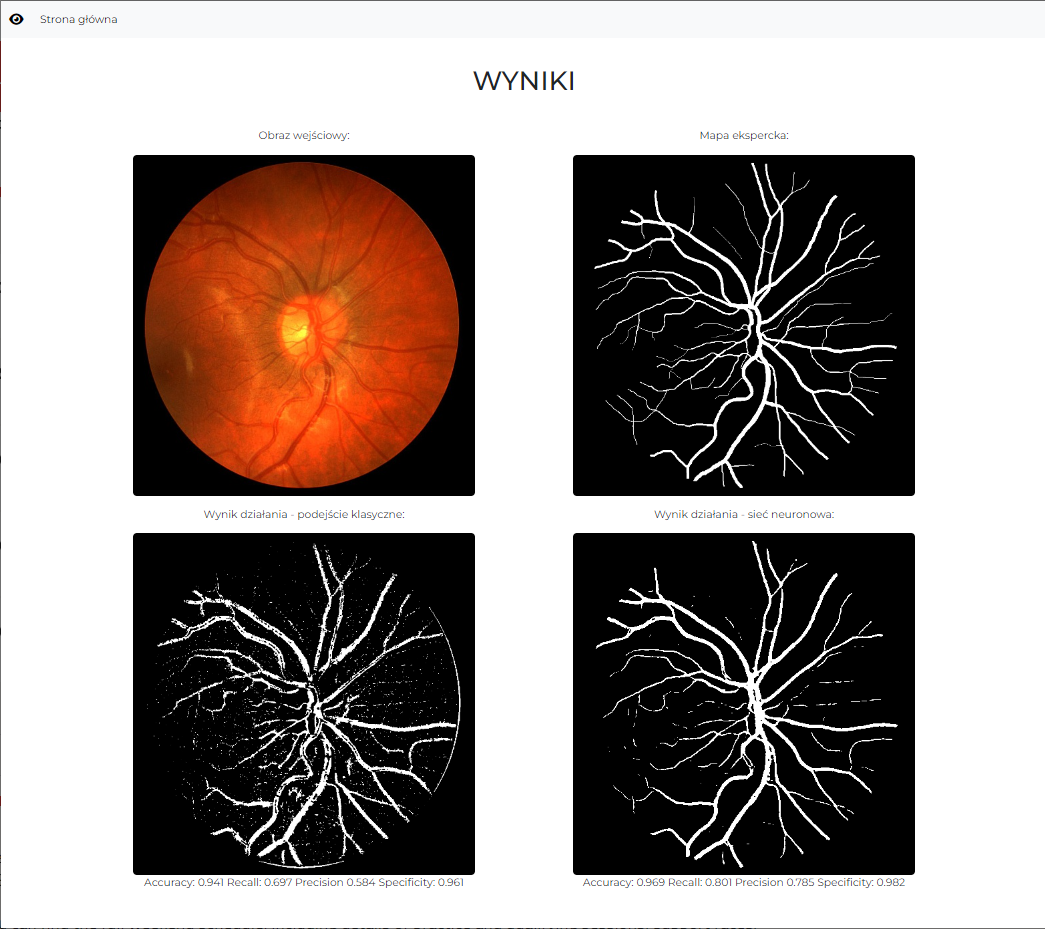 Strona główna
WYNIKI
Obraz wejściowy:
Mapa ekspercka:
Wynik działania - podejście klasyczne:
Wynik działania - sieć neuronowa:
Accuracy: 0.941 Recall: 0.697 Precision 0.584 Specificity: 0.961
Accuracy: 0.969 Recall: 0.801 Precision 0.785 Specificity: 0.982